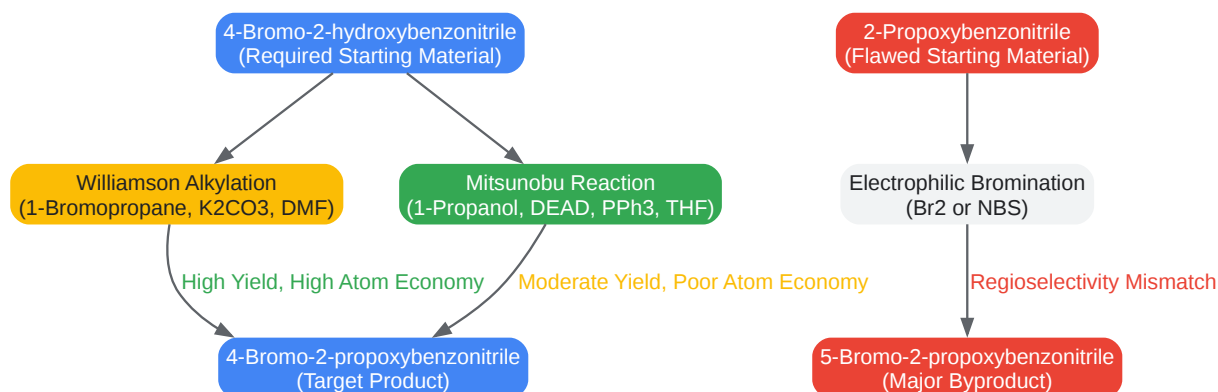 4-Bromo-2-hydroxybenzonitrile
(Required Starting Material)
2-Propoxybenzonitrile
(Flawed Starting Material)
Williamson Alkylation
(1-Bromopropane, K2CO3, DMF)
Mitsunobu Reaction
(1-Propanol, DEAD, PPh3, THF)
Electrophilic Bromination
(Br2 or NBS)
High Yield, High Atom Economy
Moderate Yield, Poor Atom Economy
Regioselectivity Mismatch
4-Bromo-2-propoxybenzonitrile
(Target Product)
5-Bromo-2-propoxybenzonitrile
(Major Byproduct)